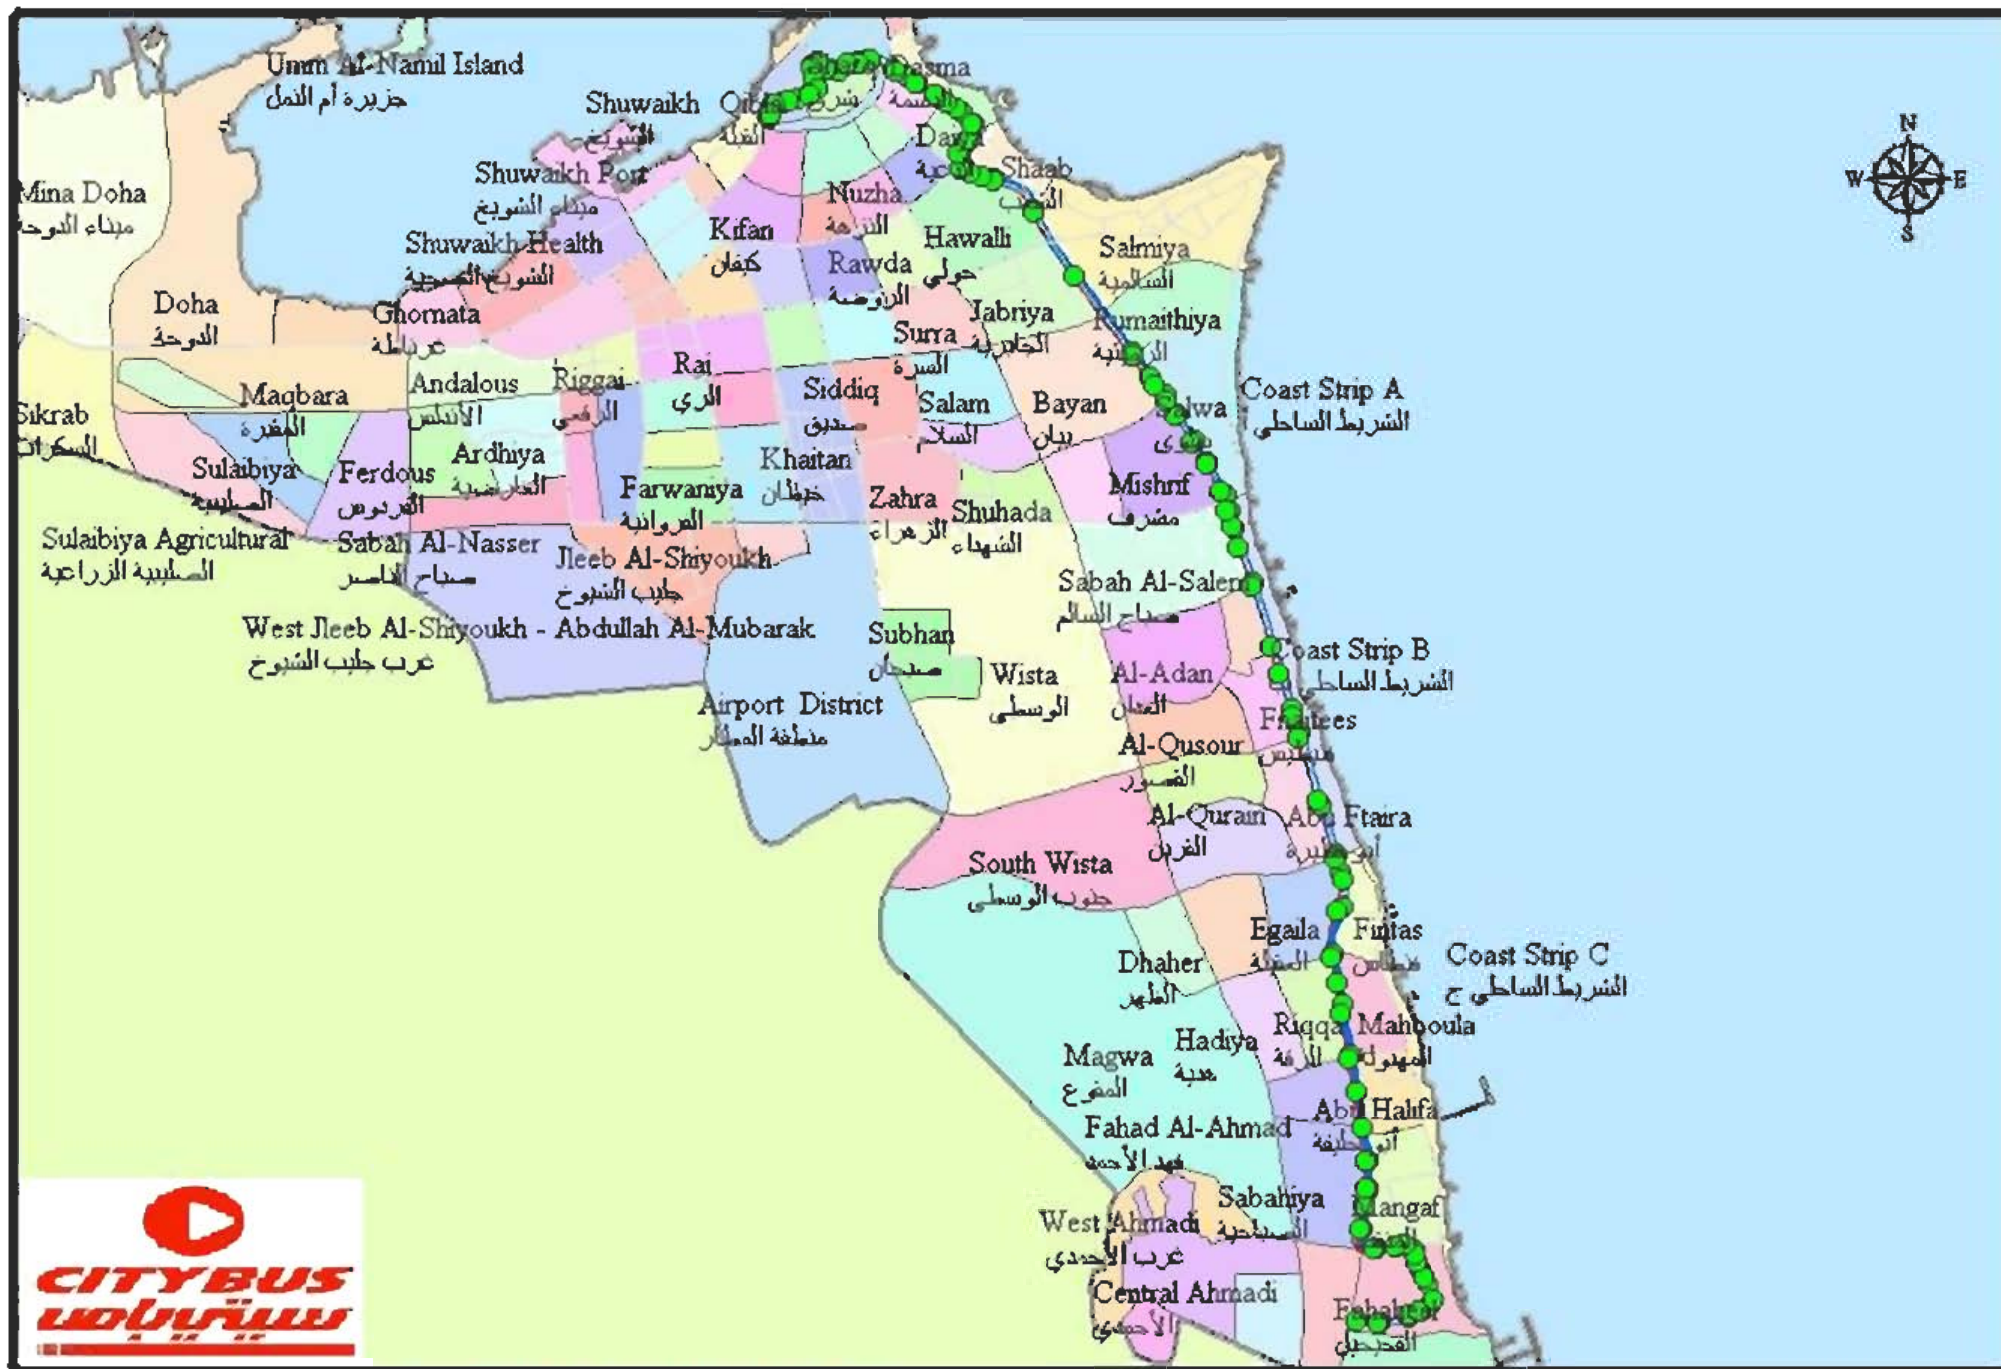 Umm Al-Namil Island
جزيرة أم النمل
Shuwaikh
الشويخ
Qibla
القبلة
شرق
Dasma
الدسمة
Shuwaikh Port
ميناء الشويخ
Mina Doha
ميناء الدوحة
Daiya
Shaab
الشعب
Nuzha
النزهة
Kifan
كيفان
Hawalli
حولي
Salmiya
السالمية
Shuwaikh Health
الشويخ الصحية
Rawda
الروضة
Doha
الدوحة
Ghornata
غرناطة
Jabriya
الجابرية
Rumaithiya
Surra
السرة
Rai
الري
Andalous
الأندلس
Riggai
الرقعي
Maqbara
المقبرة
Siddiq
صديق
Salam
السلام
Bayan
بيان
Salwa
Coast Strip A
الشريط الساحلي أ
Sikrab
السكراب
Sulaibiya
الصليبية
Ferdous
الفردوس
Ardhiya
العارضية
Farwaniya
الفروانية
Khaitan
خيطان
Zahra
الزهراء
Shuhada
الشهداء
Mishrif
مشرف
Sulaibiya Agricultural
الصليبية الزراعية
Sabah Al-Nasser
صباح الناصر
Jleeb Al-Shiyoukh
جليب الشيوخ
Sabah Al-Salem
صباح السالم
West Jleeb Al-Shiyoukh - Abdullah Al-Mubarak
غرب جليب الشيوخ
Subhan
صبحان
Wista
الوسطى
Al-Adan
العدان
Coast Strip B
الشريط الساحلي ب
Airport District
منطقة المطار
Al-Qusour
القصور
Fnaitees
فنيطيس
Al-Qurain
القرين
Abu Ftaira
أبو فطيرة
South Wista
جنوب الوسطى
Egaila
العقيلة
Fintas
فنطاس
Dhaher
الظهر
Coast Strip C
الشريط الساحلي ج
Riqqa
الرقة
Mahboula
المهبولة
Hadiya
هدية
Magwa
المقوع
Abu Halifa
أبو حليفة
Fahad Al-Ahmad
فهد الأحمد
Sabahiya
الصباحية
Mangaf
West Ahmadi
غرب الأحمدي
Central Ahmadi
الأحمدي
Fahaheel
الفحيحيل
N
W
E
S
CITYBUS
سيتي باص